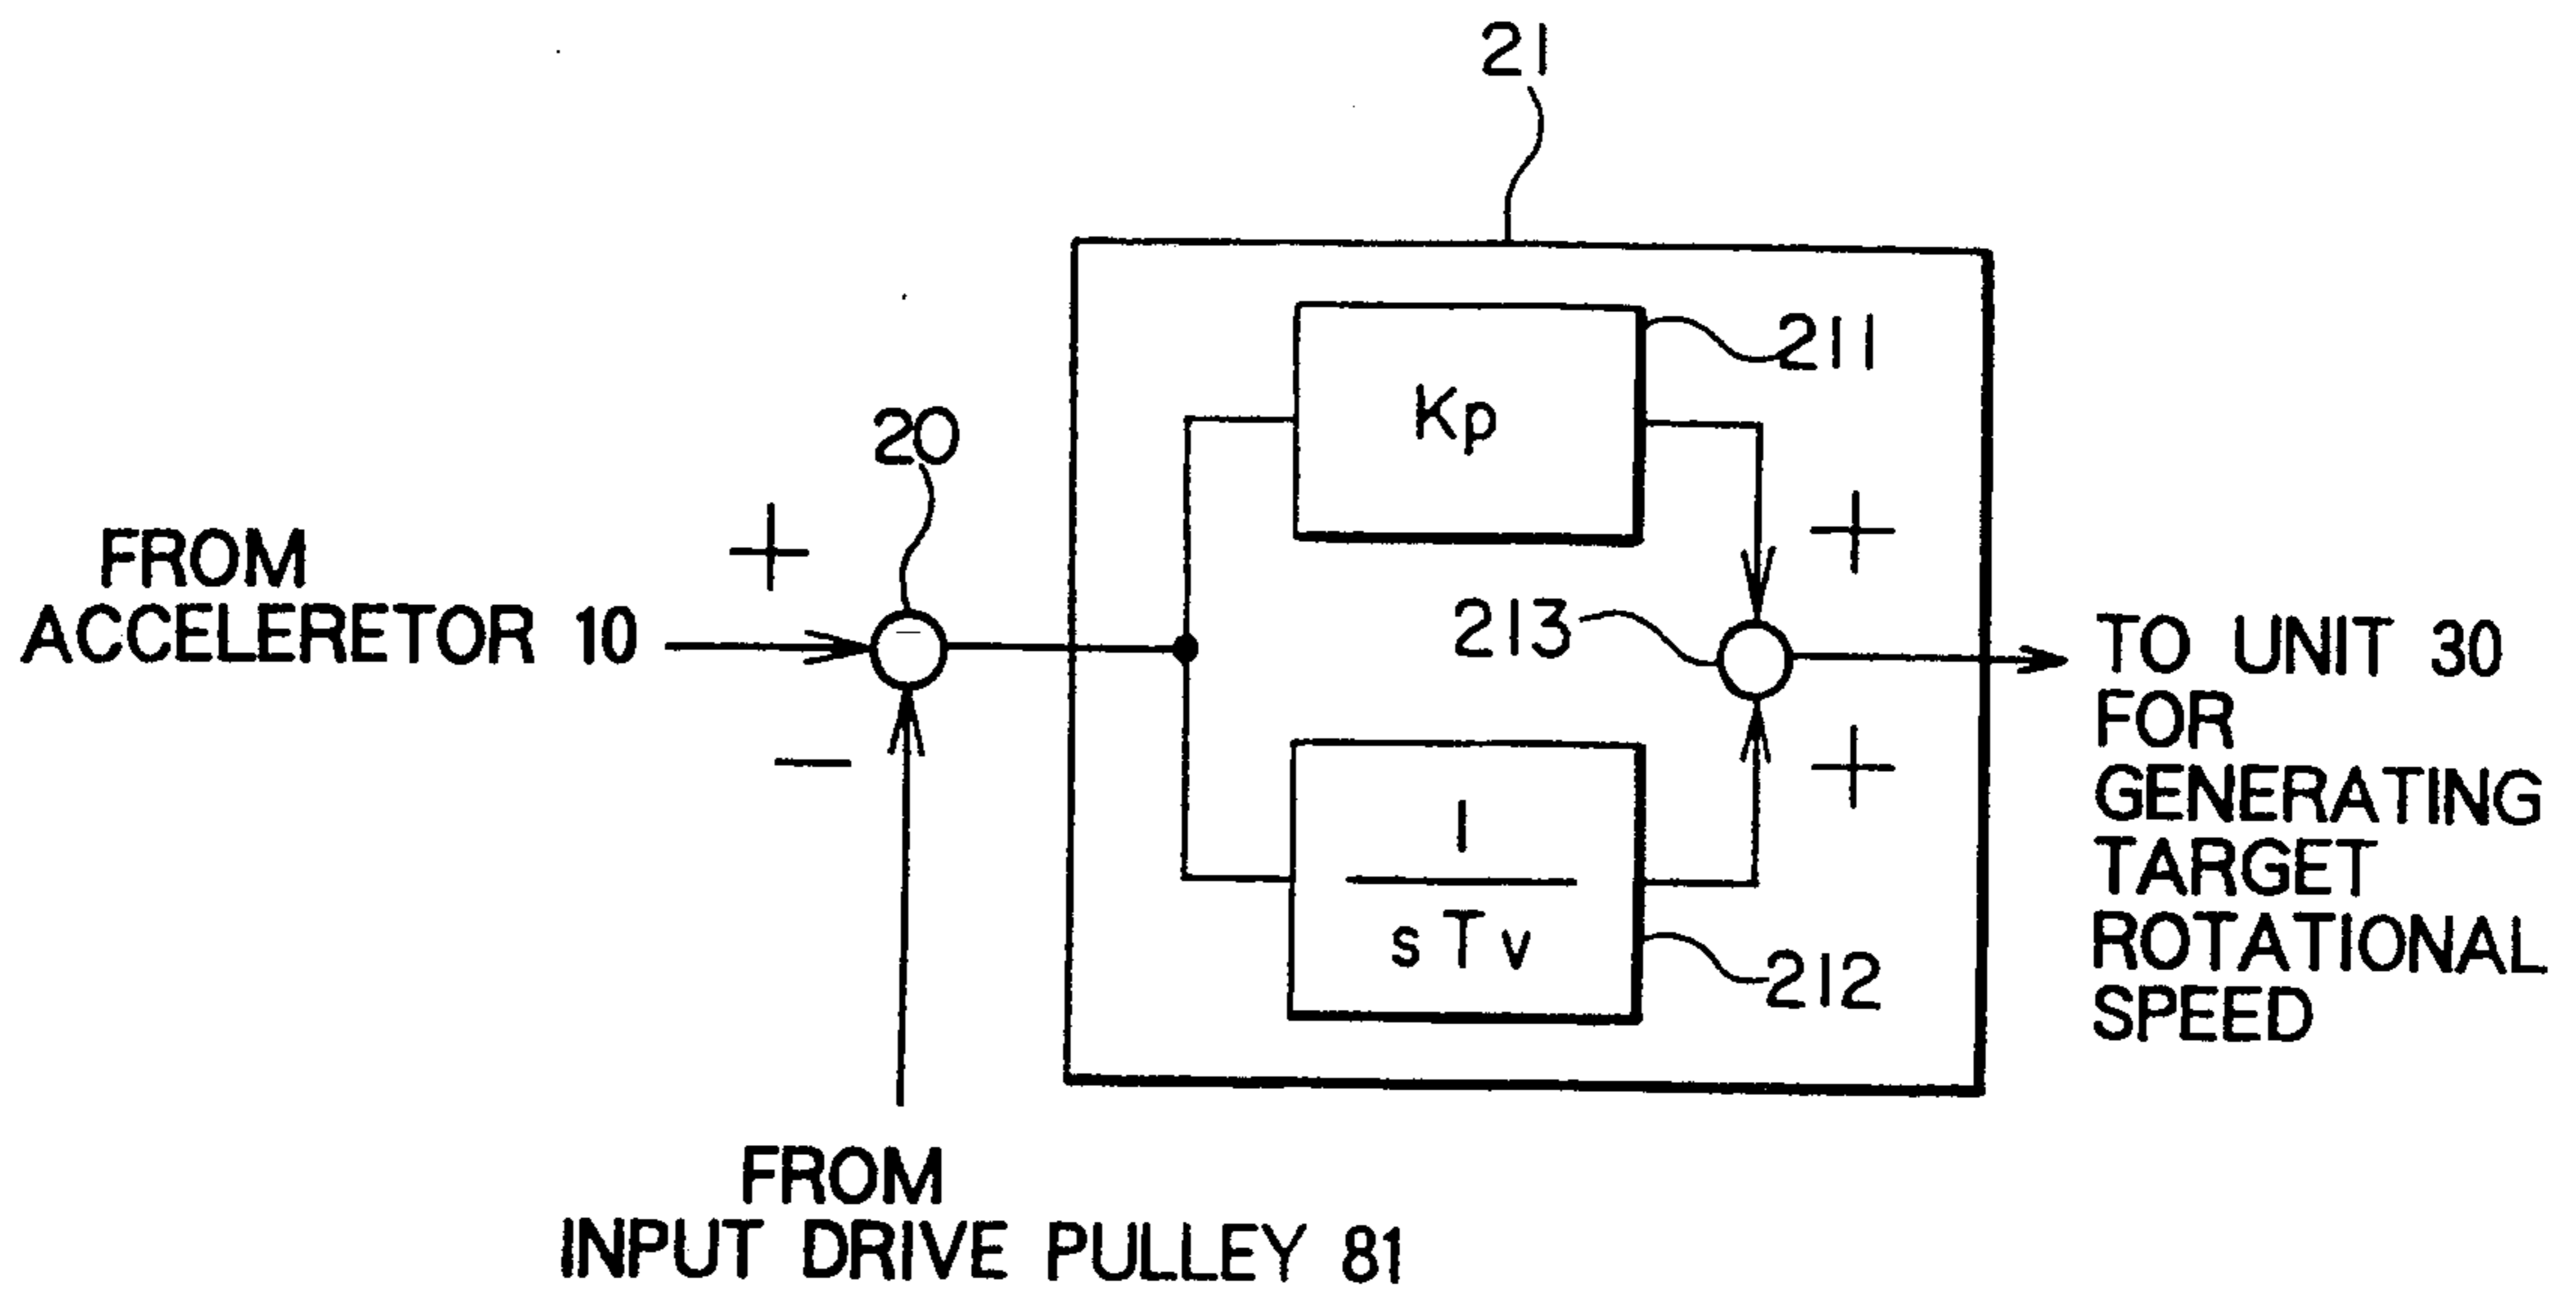 21
211
Kp
20
+
+
FROM
ACCELERETOR 10
213
TO UNIT 30
FOR
GENERATING
TARGET
ROTATIONAL
SPEED
−
+
1
sTv
212
FROM
INPUT DRIVE PULLEY 81